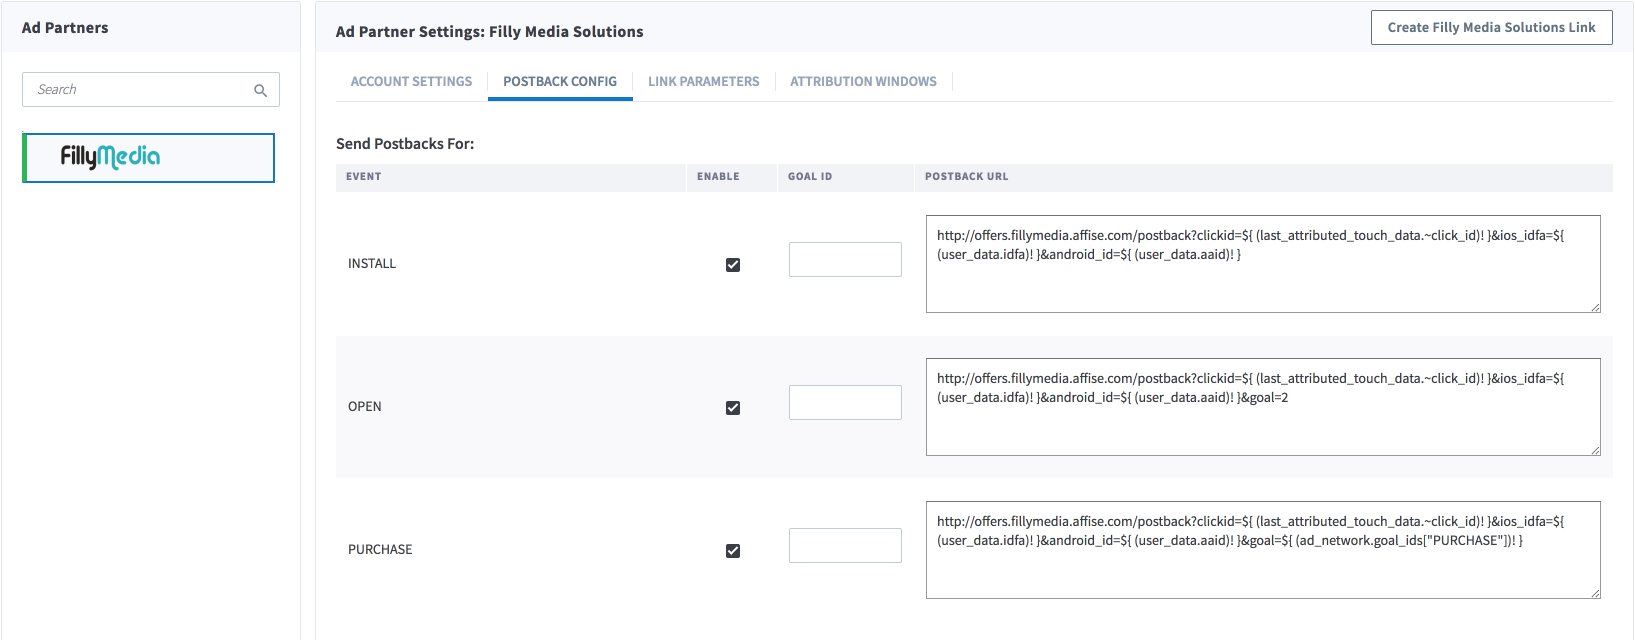 Ad Partners
Search
FillyMedia
Ad Partner Settings: Filly Media Solutions
Create Filly Media Solutions Link
ACCOUNT SETTINGS
POSTBACK CONFIG
LINK PARAMETERS
ATTRIBUTION WINDOWS
Send Postbacks For:
EVENT
ENABLE
GOAL ID
POSTBACK URL
INSTALL
http://offers.fillymedia.affise.com/postback?clickid=${ (last_attributed_touch_data.~click_id)! }&ios_idfa=${
(user_data.idfa)! }&android_id=${ (user_data.aaid)! }
OPEN
http://offers.fillymedia.affise.com/postback?clickid=${ (last_attributed_touch_data.~click_id)! }&ios_idfa=${
(user_data.idfa)! }&android_id=${ (user_data.aaid)! }&goal=2
PURCHASE
http://offers.fillymedia.affise.com/postback?clickid=${ (last_attributed_touch_data.~click_id)! }&ios_idfa=${
(user_data.idfa)! }&android_id=${ (user_data.aaid)! }&goal=${ (ad_network.goal_ids["PURCHASE"])! }